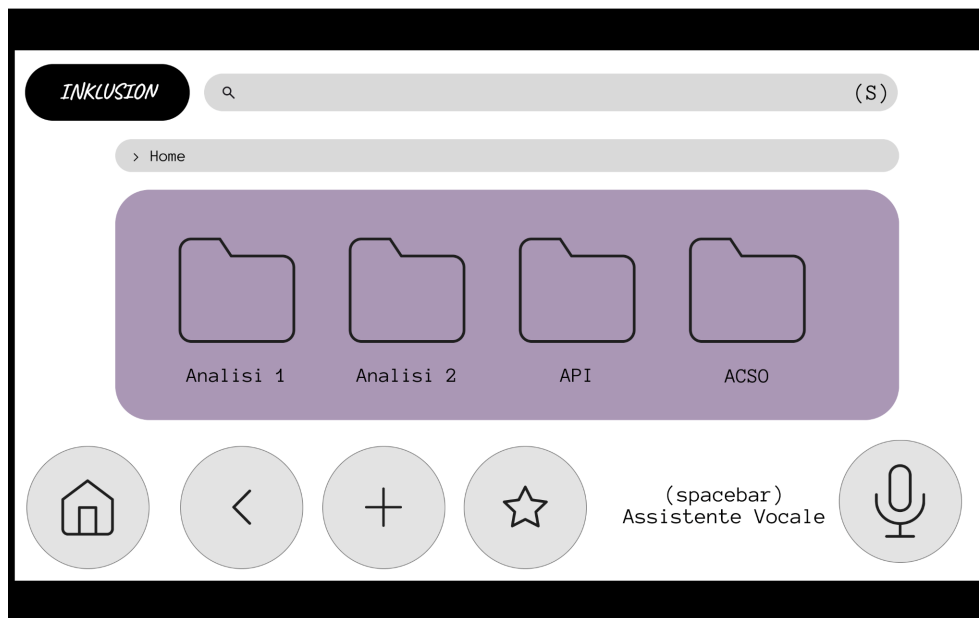 INKLUSION
(S)
> Home
Analisi 1
Analisi 2
API
ACSO
(spacebar)
Assistente Vocale